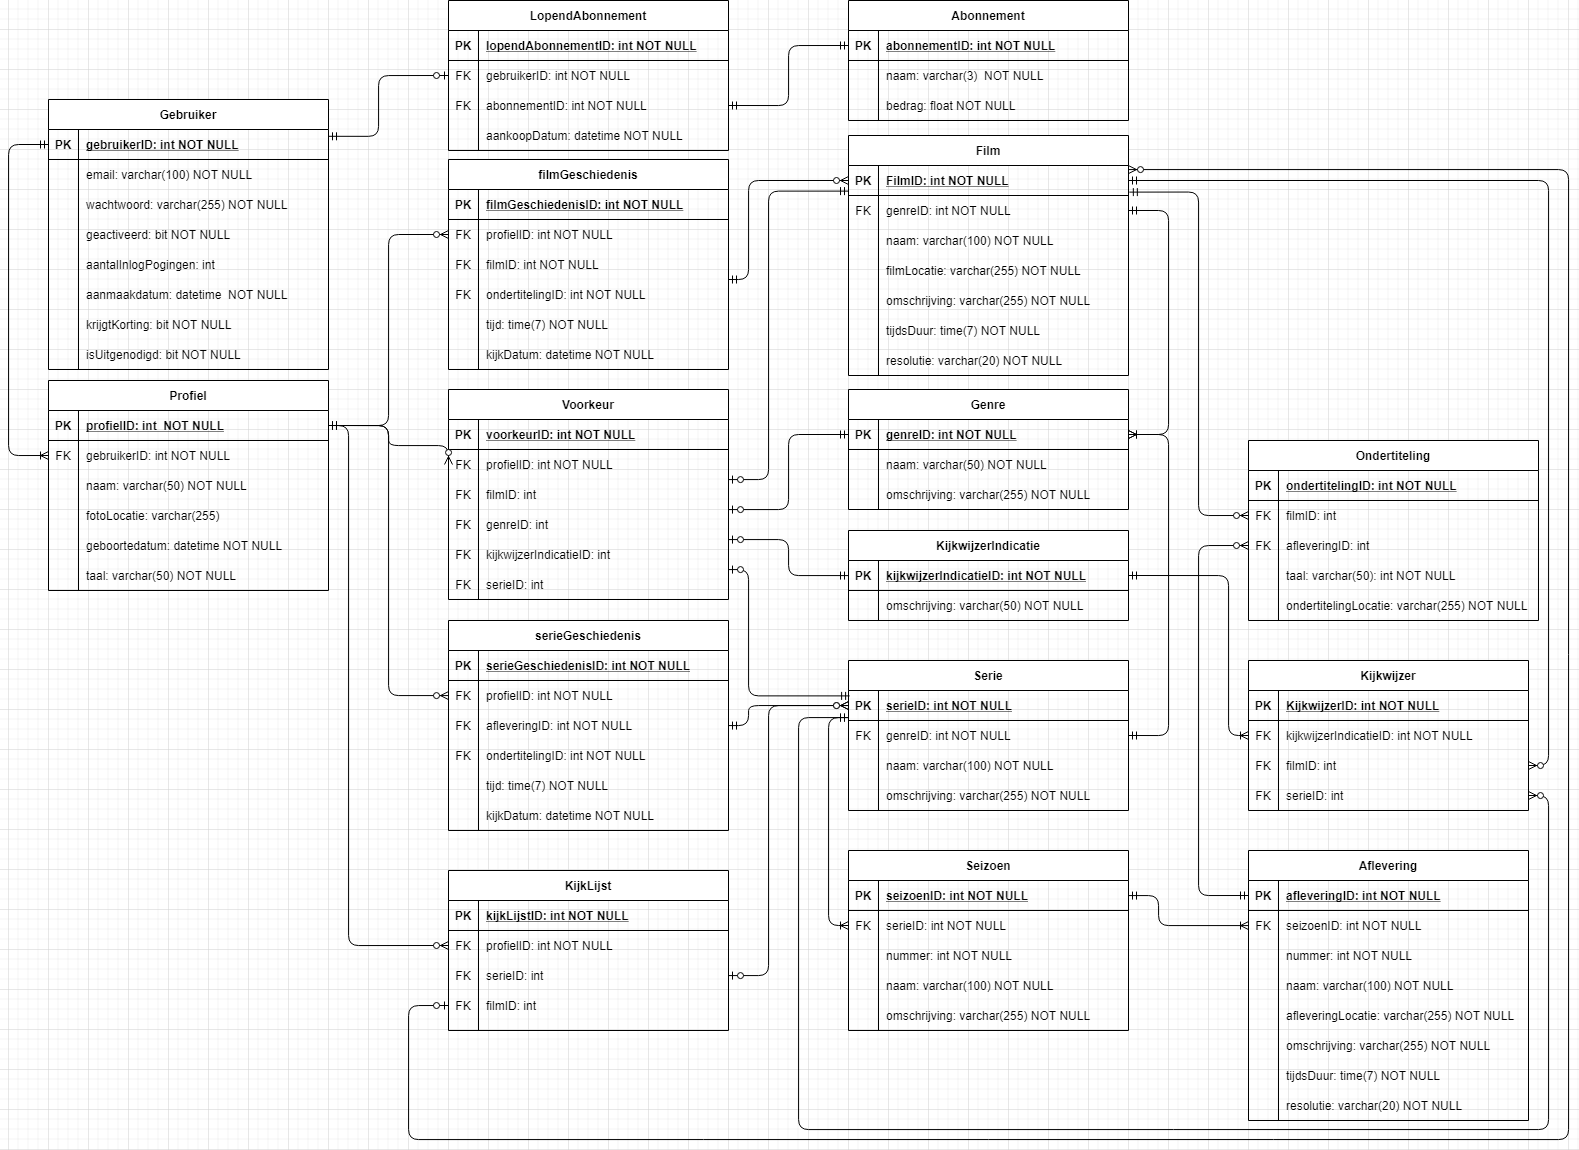 LopendAbonnement
PK lopendAbonnementID: int NOT NULL
FK gebruikerID: int NOT NULL
FK abonnementID: int NOT NULL
aankoopDatum: datetime NOT NULL
Abonnement
PK abonnementID: int NOT NULL
naam: varchar(3) NOT NULL
bedrag: float NOT NULL
Gebruiker
PK gebruikerID: int NOT NULL
email: varchar(100) NOT NULL
wachtwoord: varchar(255) NOT NULL
geactiveerd: bit NOT NULL
aantalInlogPogingen: int
aanmaakdatum: datetime NOT NULL
krijgtKorting: bit NOT NULL
isUitgenodigd: bit NOT NULL
filmGeschiedenis
PK filmGeschiedenisID: int NOT NULL
FK profielID: int NOT NULL
FK filmID: int NOT NULL
FK ondertitelingID: int NOT NULL
tijd: time(7) NOT NULL
kijkDatum: datetime NOT NULL
Film
PK FilmID: int NOT NULL
FK genreID: int NOT NULL
naam: varchar(100) NOT NULL
filmLocatie: varchar(255) NOT NULL
omschrijving: varchar(255) NOT NULL
tijdsDuur: time(7) NOT NULL
resolutie: varchar(20) NOT NULL
Profiel
PK profielID: int NOT NULL
FK gebruikerID: int NOT NULL
naam: varchar(50) NOT NULL
fotoLocatie: varchar(255)
geboortedatum: datetime NOT NULL
taal: varchar(50) NOT NULL
Voorkeur
PK voorkeurID: int NOT NULL
FK profielID: int NOT NULL
FK filmID: int
FK genreID: int
FK kijkwijzerIndicatieID: int
FK serieID: int
Genre
PK genreID: int NOT NULL
naam: varchar(50) NOT NULL
omschrijving: varchar(255) NOT NULL
Ondertiteling
PK ondertitelingID: int NOT NULL
FK filmID: int
FK afleveringID: int
taal: varchar(50): int NOT NULL
ondertitelingLocatie: varchar(255) NOT NULL
KijkwijzerIndicatie
PK kijkwijzerIndicatieID: int NOT NULL
omschrijving: varchar(50) NOT NULL
serieGeschiedenis
PK serieGeschiedenisID: int NOT NULL
FK profielID: int NOT NULL
FK afleveringID: int NOT NULL
FK ondertitelingID: int NOT NULL
tijd: time(7) NOT NULL
kijkDatum: datetime NOT NULL
Serie
PK serieID: int NOT NULL
FK genreID: int NOT NULL
naam: varchar(100) NOT NULL
omschrijving: varchar(255) NOT NULL
Kijkwijzer
PK KijkwijzerID: int NOT NULL
FK kijkwijzerIndicatieID: int NOT NULL
FK filmID: int
FK serieID: int
KijkLijst
PK kijkLijstID: int NOT NULL
FK profielID: int NOT NULL
FK serieID: int
FK filmID: int
Seizoen
PK seizoenID: int NOT NULL
FK serieID: int NOT NULL
nummer: int NOT NULL
naam: varchar(100) NOT NULL
omschrijving: varchar(255) NOT NULL
Aflevering
PK afleveringID: int NOT NULL
FK seizoenID: int NOT NULL
nummer: int NOT NULL
naam: varchar(100) NOT NULL
afleveringLocatie: varchar(255) NOT NULL
omschrijving: varchar(255) NOT NULL
tijdsDuur: time(7) NOT NULL
resolutie: varchar(20) NOT NULL